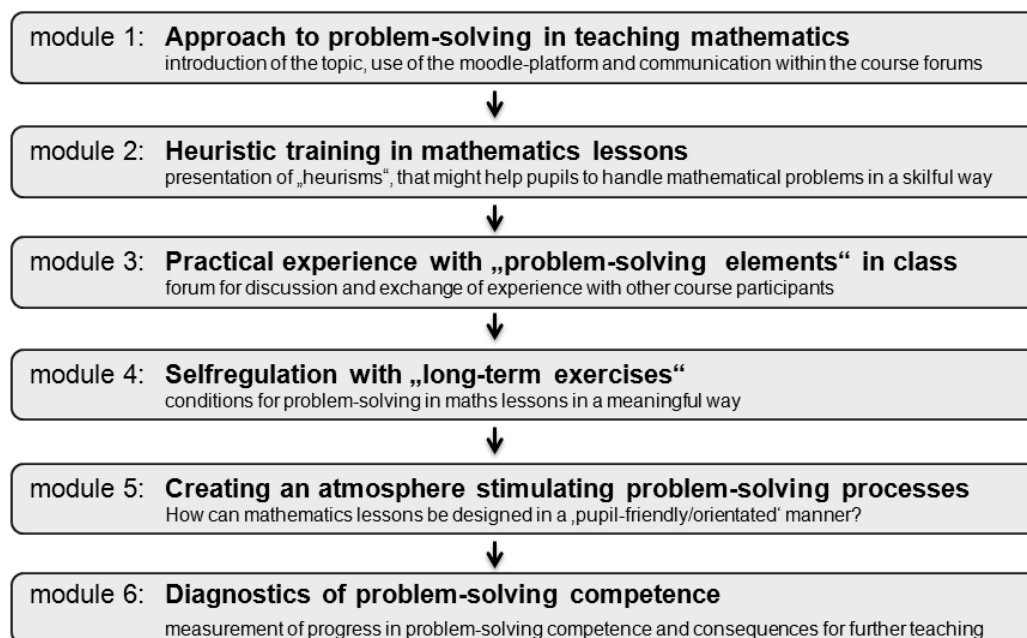 module 1: Approach to problem-solving in teaching mathematics
introduction of the topic, use of the moodle-platform and communication within the course forums
module 2: Heuristic training in mathematics lessons
presentation of „heurisms“, that might help pupils to handle mathematical problems in a skilful way
module 3: Practical experience with „problem-solving elements“ in class
forum for discussion and exchange of experience with other course participants
module 4: Selfregulation with „long-term exercises“
conditions for problem-solving in maths lessons in a meaningful way
module 5: Creating an atmosphere stimulating problem-solving processes
How can mathematics lessons be designed in a ‚pupil-friendly/orientated‘ manner?
module 6: Diagnostics of problem-solving competence
measurement of progress in problem-solving competence and consequences for further teaching